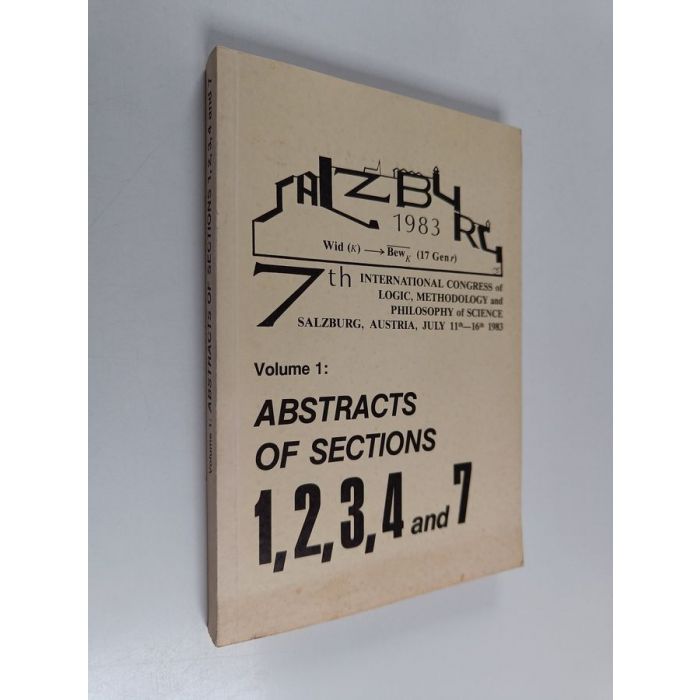 SALZBURG
1983
Wid (K) → \overline{Bew_K} (17 Gen r)
7th INTERNATIONAL CONGRESS of
LOGIC, METHODOLOGY and
PHILOSOPHY of SCIENCE
SALZBURG, AUSTRIA, JULY 11th—16th 1983
Volume 1:
ABSTRACTS
OF SECTIONS
1,2,3,4 and 7
Volume 1: ABSTRACTS OF SECTIONS 1,2,3,4 and 7